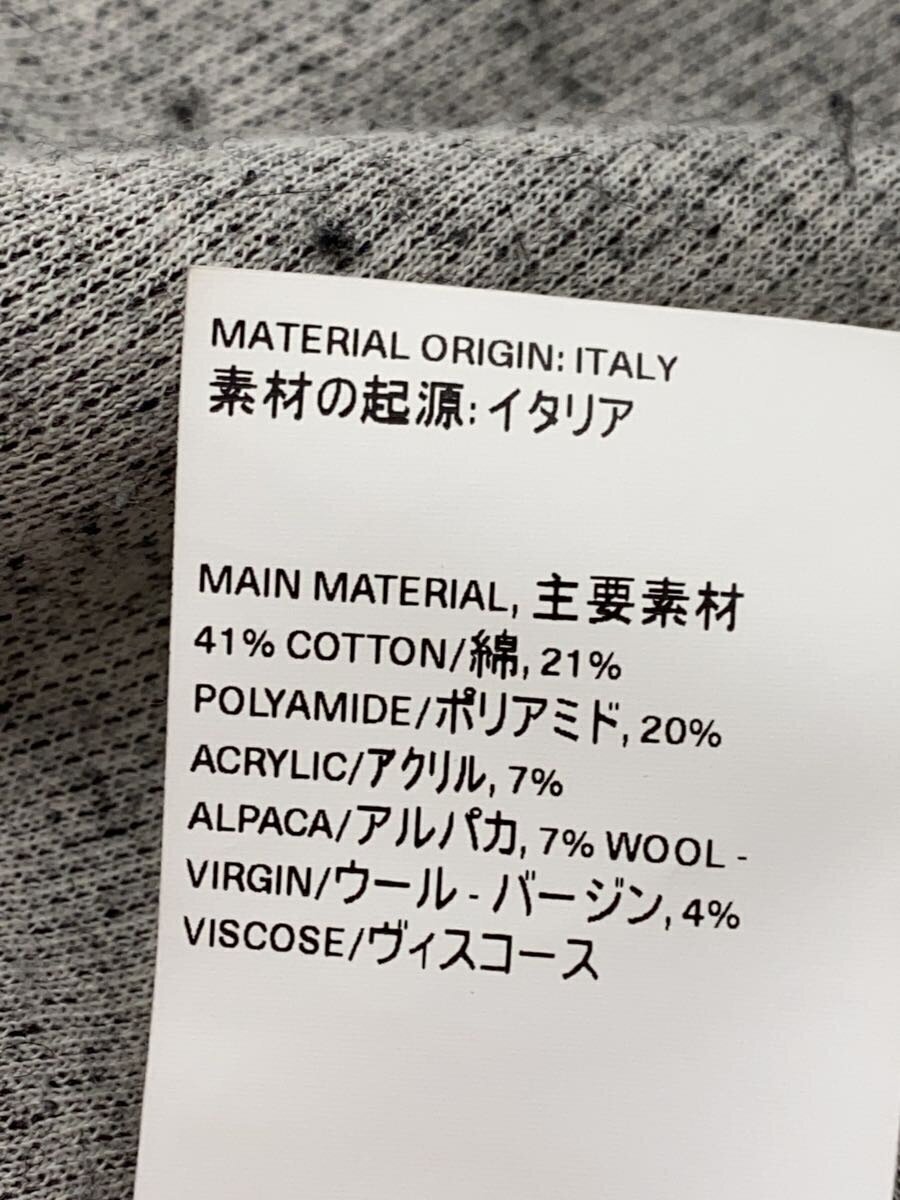 MATERIAL ORIGIN: ITALY
素材の起源: イタリア
MAIN MATERIAL, 主要素材
41% COTTON/綿, 21%
POLYAMIDE/ポリアミド, 20%
ACRYLIC/アクリル, 7%
ALPACA/アルパカ, 7% WOOL -
VIRGIN/ウール - バージン, 4%
VISCOSE/ヴィスコース